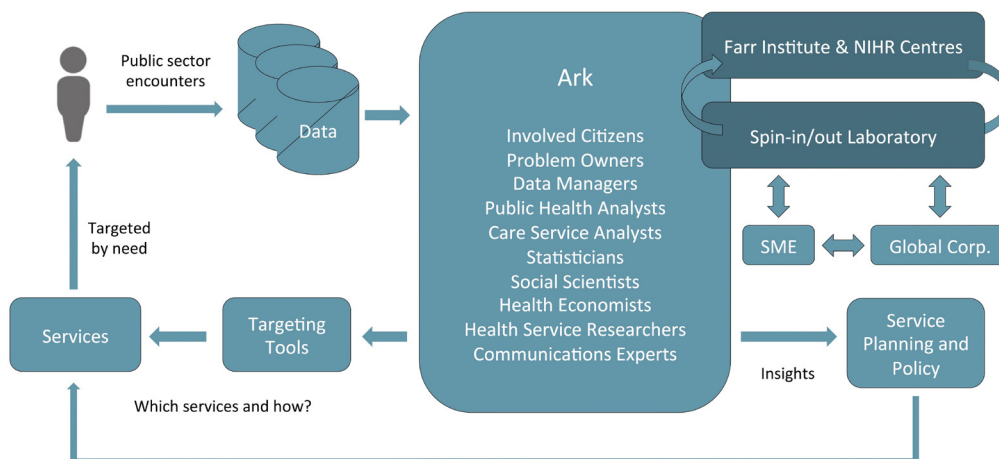 Public sector
encounters
Data
Ark
Involved Citizens
Problem Owners
Data Managers
Public Health Analysts
Care Service Analysts
Statisticians
Social Scientists
Health Economists
Health Service Researchers
Communications Experts
Farr Institute & NIHR Centres
Spin-in/out Laboratory
SME
Global Corp.
Targeted
by need
Services
Targeting
Tools
Insights
Service
Planning and
Policy
Which services and how?